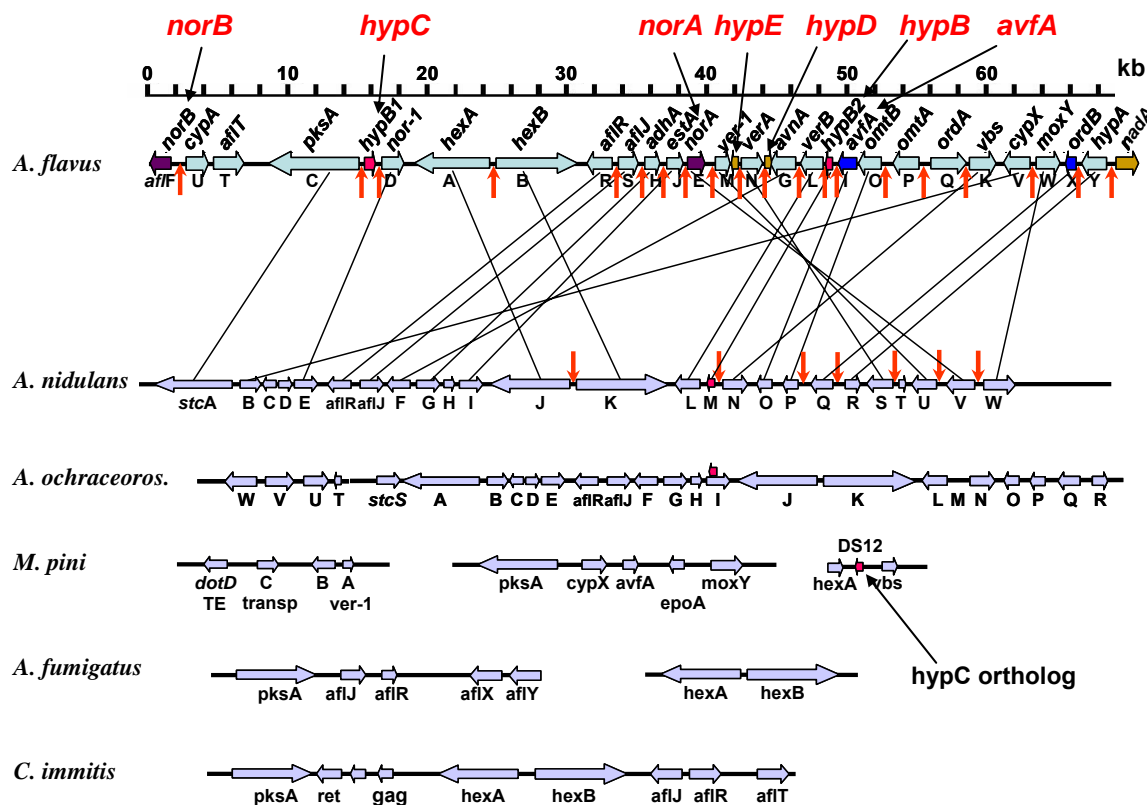 norB hypC norA hypE hypD hypB avfA
0 10 20 30 40 50 60 kb
norB cypA aflT pksA hypB1 nor-1 hexA hexB aflR aflJ adhA estA norA ver-1 verA avnA verB hypB2 avfA omtB omtA ordA vbs cypX moxY ordB hypA nadA
A. flavus
aflF U T C D A B R S H J E M N G L I O P Q K V W X Y
A. nidulans
stcA B C D E aflR aflJ F G H I J K L M N O P Q R S T U V W
A. ochraceoros.
W V U T stcS A B C D E aflR aflJ F G H I J K L M N O P Q R
M. pini
DS12
dotD C B A pksA cypX avfA moxY hexA vbs
TE transp ver-1 epoA
A. fumigatus
hypC ortholog
pksA aflJ aflR aflX aflY hexA hexB
C. immitis
pksA ret gag hexA hexB aflJ aflR aflT